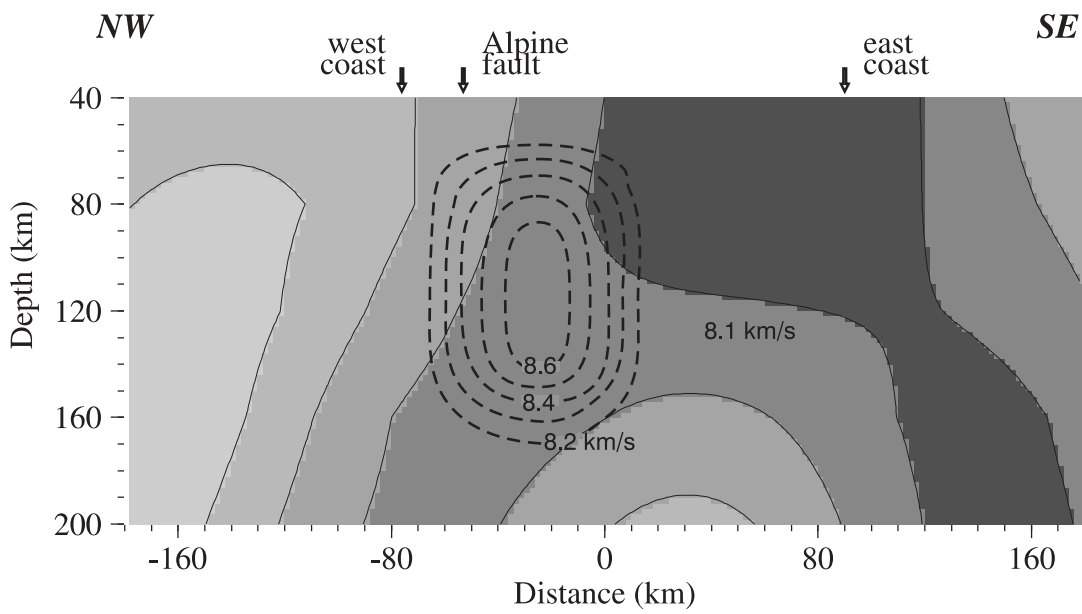 NW
SE
west
coast
Alpine
fault
east
coast
40
80
120
160
200
Depth (km)
8.1 km/s
8.6
8.4
8.2 km/s
-160
-80
0
80
160
Distance (km)